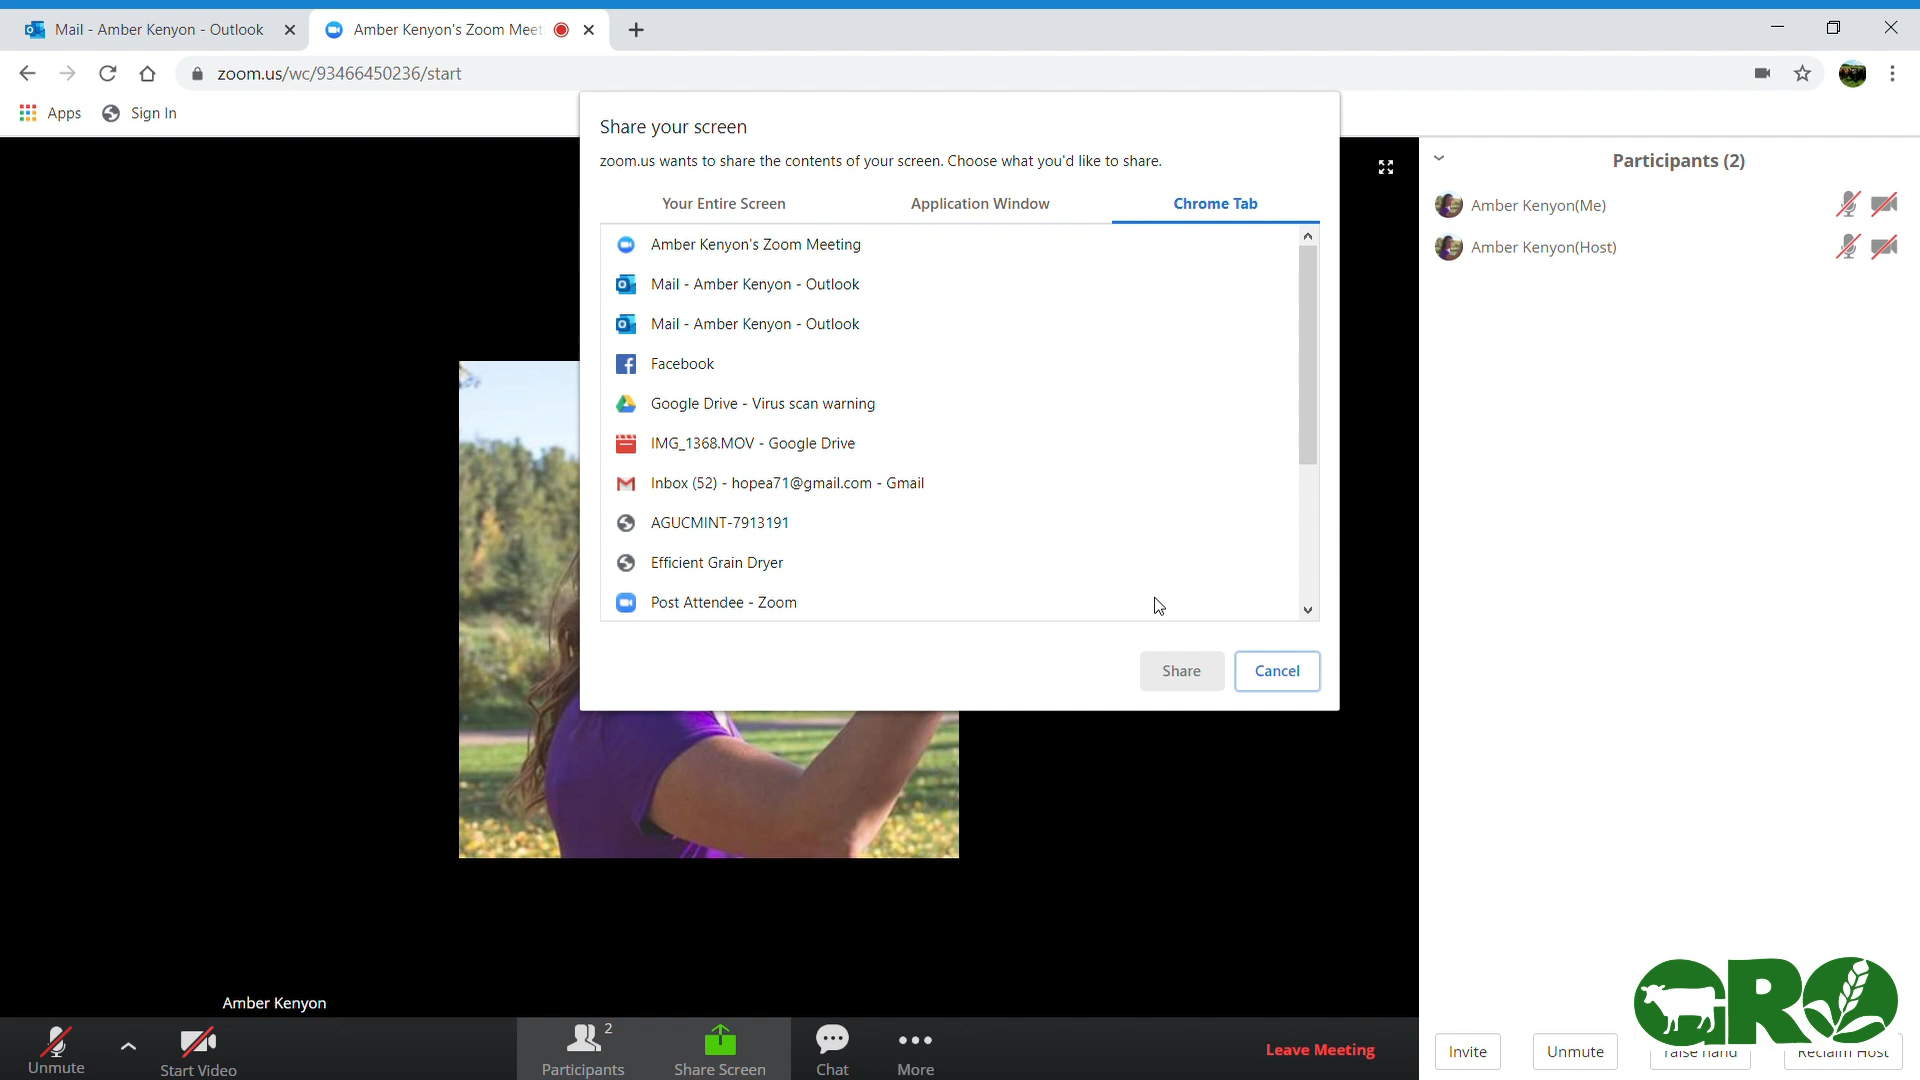 Mail - Amber Kenyon - Outlook
Amber Kenyon's Zoom Meet
zoom.us/wc/93466450236/start
Apps
Sign In
Share your screen
zoom.us wants to share the contents of your screen. Choose what you'd like to share.
Your Entire Screen
Application Window
Chrome Tab
Amber Kenyon's Zoom Meeting
Mail - Amber Kenyon - Outlook
Mail - Amber Kenyon - Outlook
Facebook
Google Drive - Virus scan warning
IMG_1368.MOV - Google Drive
Inbox (52) - hopea71@gmail.com - Gmail
AGUCMINT-7913191
Efficient Grain Dryer
Post Attendee - Zoom
Share
Cancel
Participants (2)
Amber Kenyon(Me)
Amber Kenyon(Host)
Amber Kenyon
Unmute
Start Video
2
Participants
Share Screen
Chat
More
Leave Meeting
GRO
Invite
Unmute
raise hand
Reclaim Host